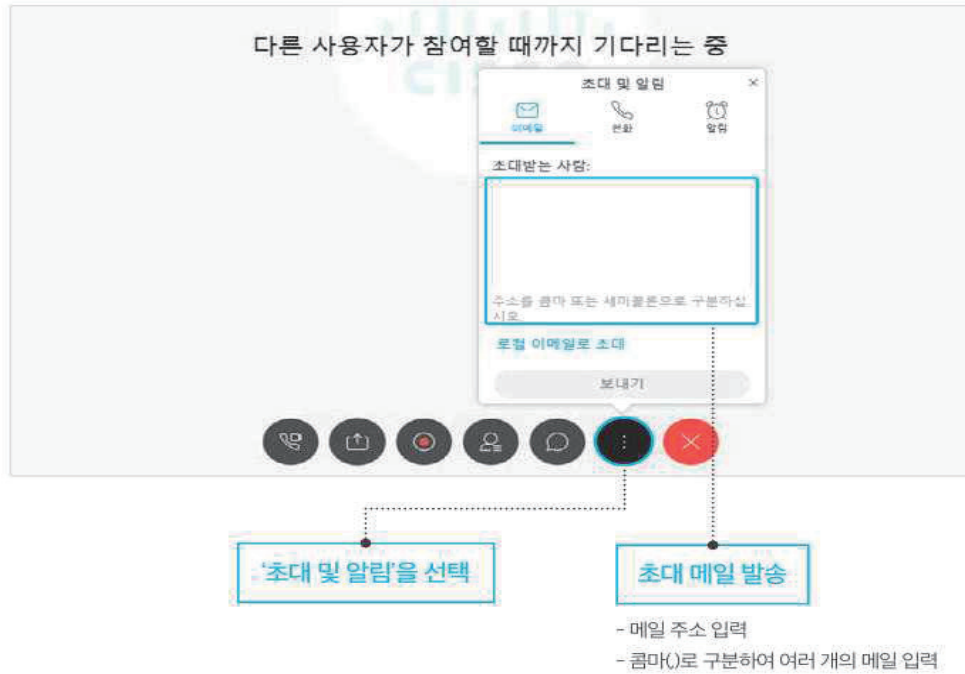 다른 사용자가 참여할 때까지 기다리는 중
초대 및 알림
이메일
전화
알림
초대받는 사람:
주소를 콤마 또는 세미콜론으로 구분하십
시오.
로컬 이메일로 초대
보내기
‘초대 및 알림’을 선택
초대 메일 발송
- 메일 주소 입력
- 콤마(,)로 구분하여 여러 개의 메일 입력